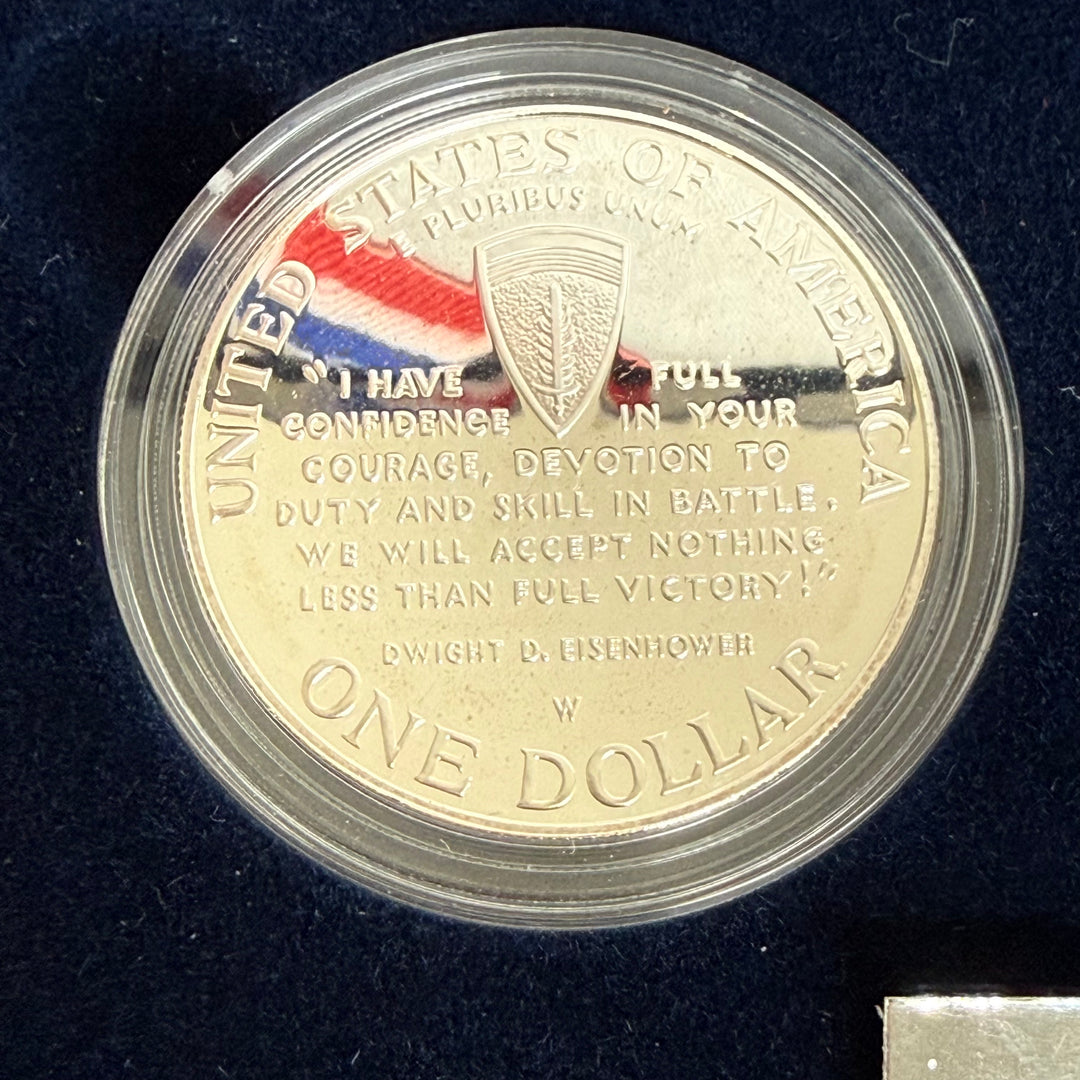 UNITED STATES OF AMERICA
E PLURIBUS UNUM
"I HAVE FULL
CONFIDENCE IN YOUR
COURAGE, DEVOTION TO
DUTY AND SKILL IN BATTLE.
WE WILL ACCEPT NOTHING
LESS THAN FULL VICTORY!"
DWIGHT D. EISENHOWER
W
ONE DOLLAR